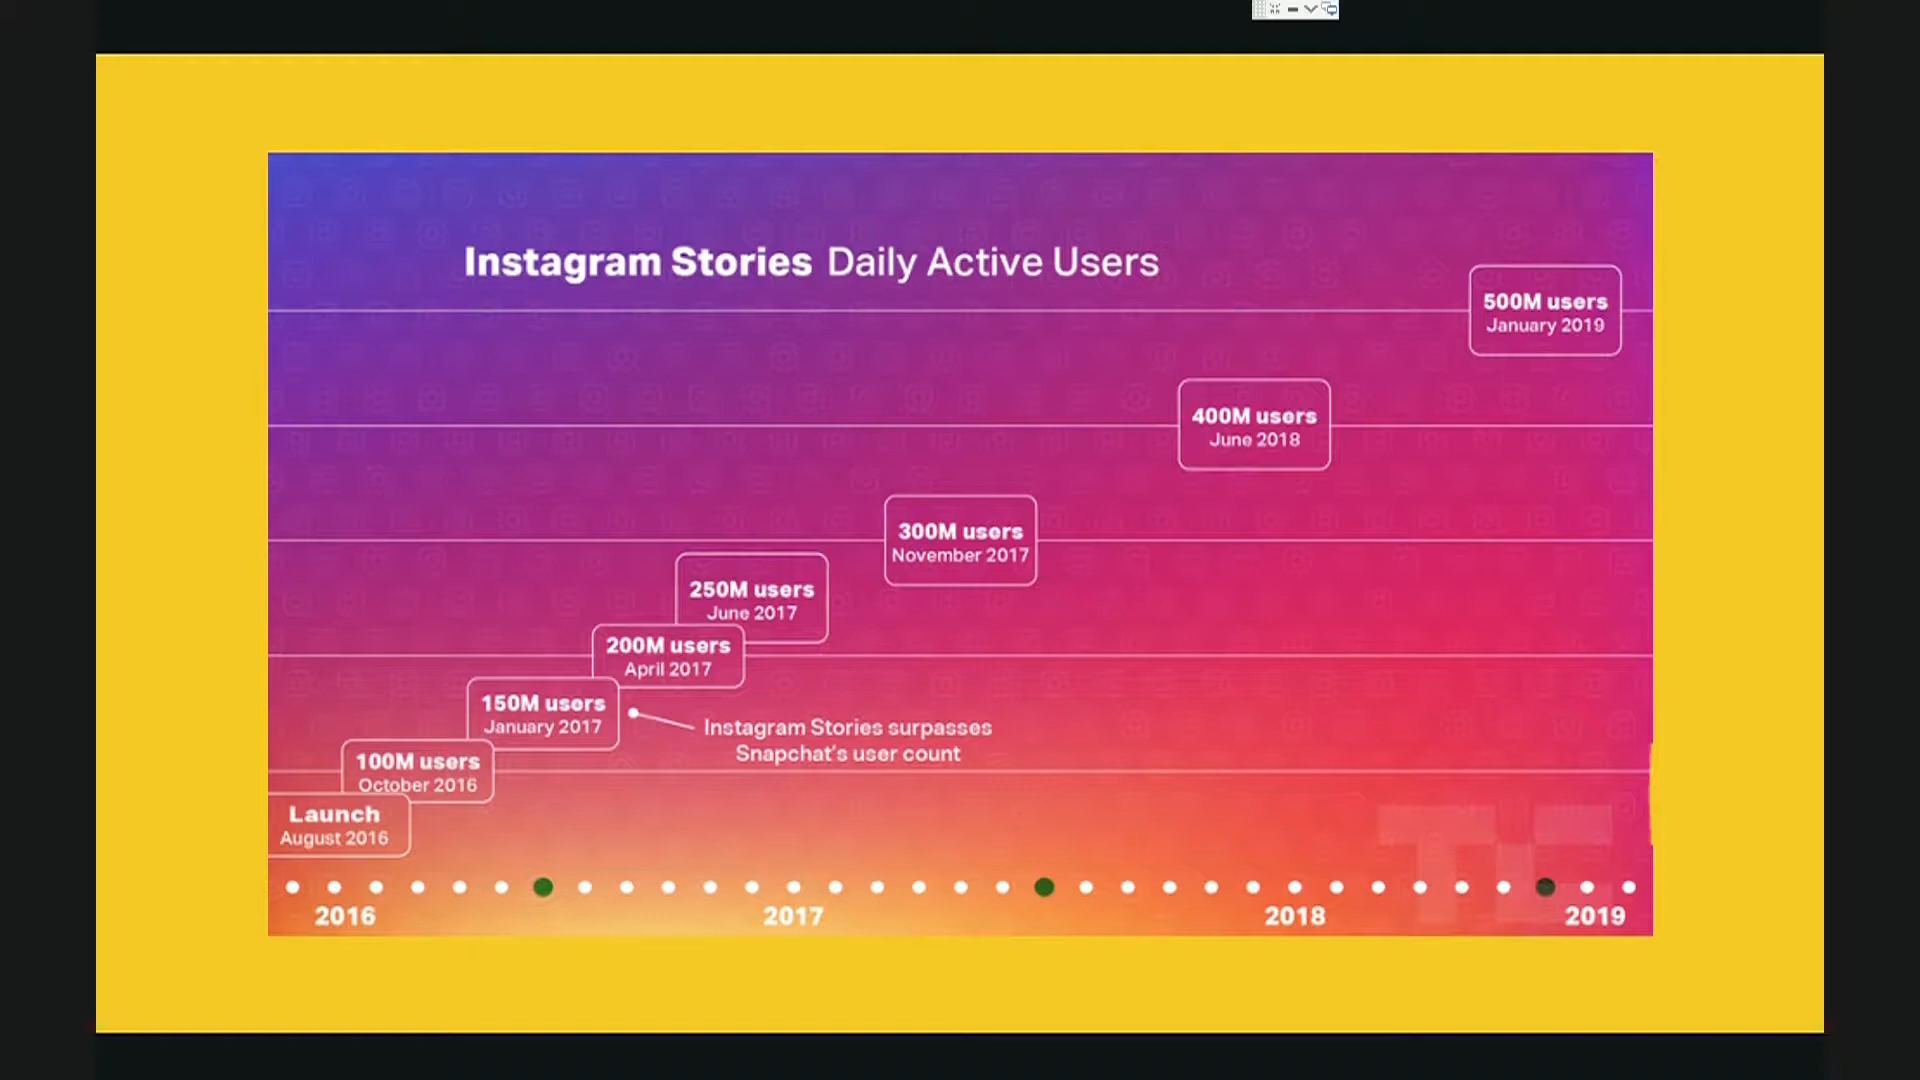 Instagram Stories Daily Active Users
500M users
January 2019
400M users
June 2018
300M users
November 2017
250M users
June 2017
200M users
April 2017
150M users
January 2017
Instagram Stories surpasses
Snapchat's user count
100M users
October 2016
Launch
August 2016
TC
2016 2017 2018 2019